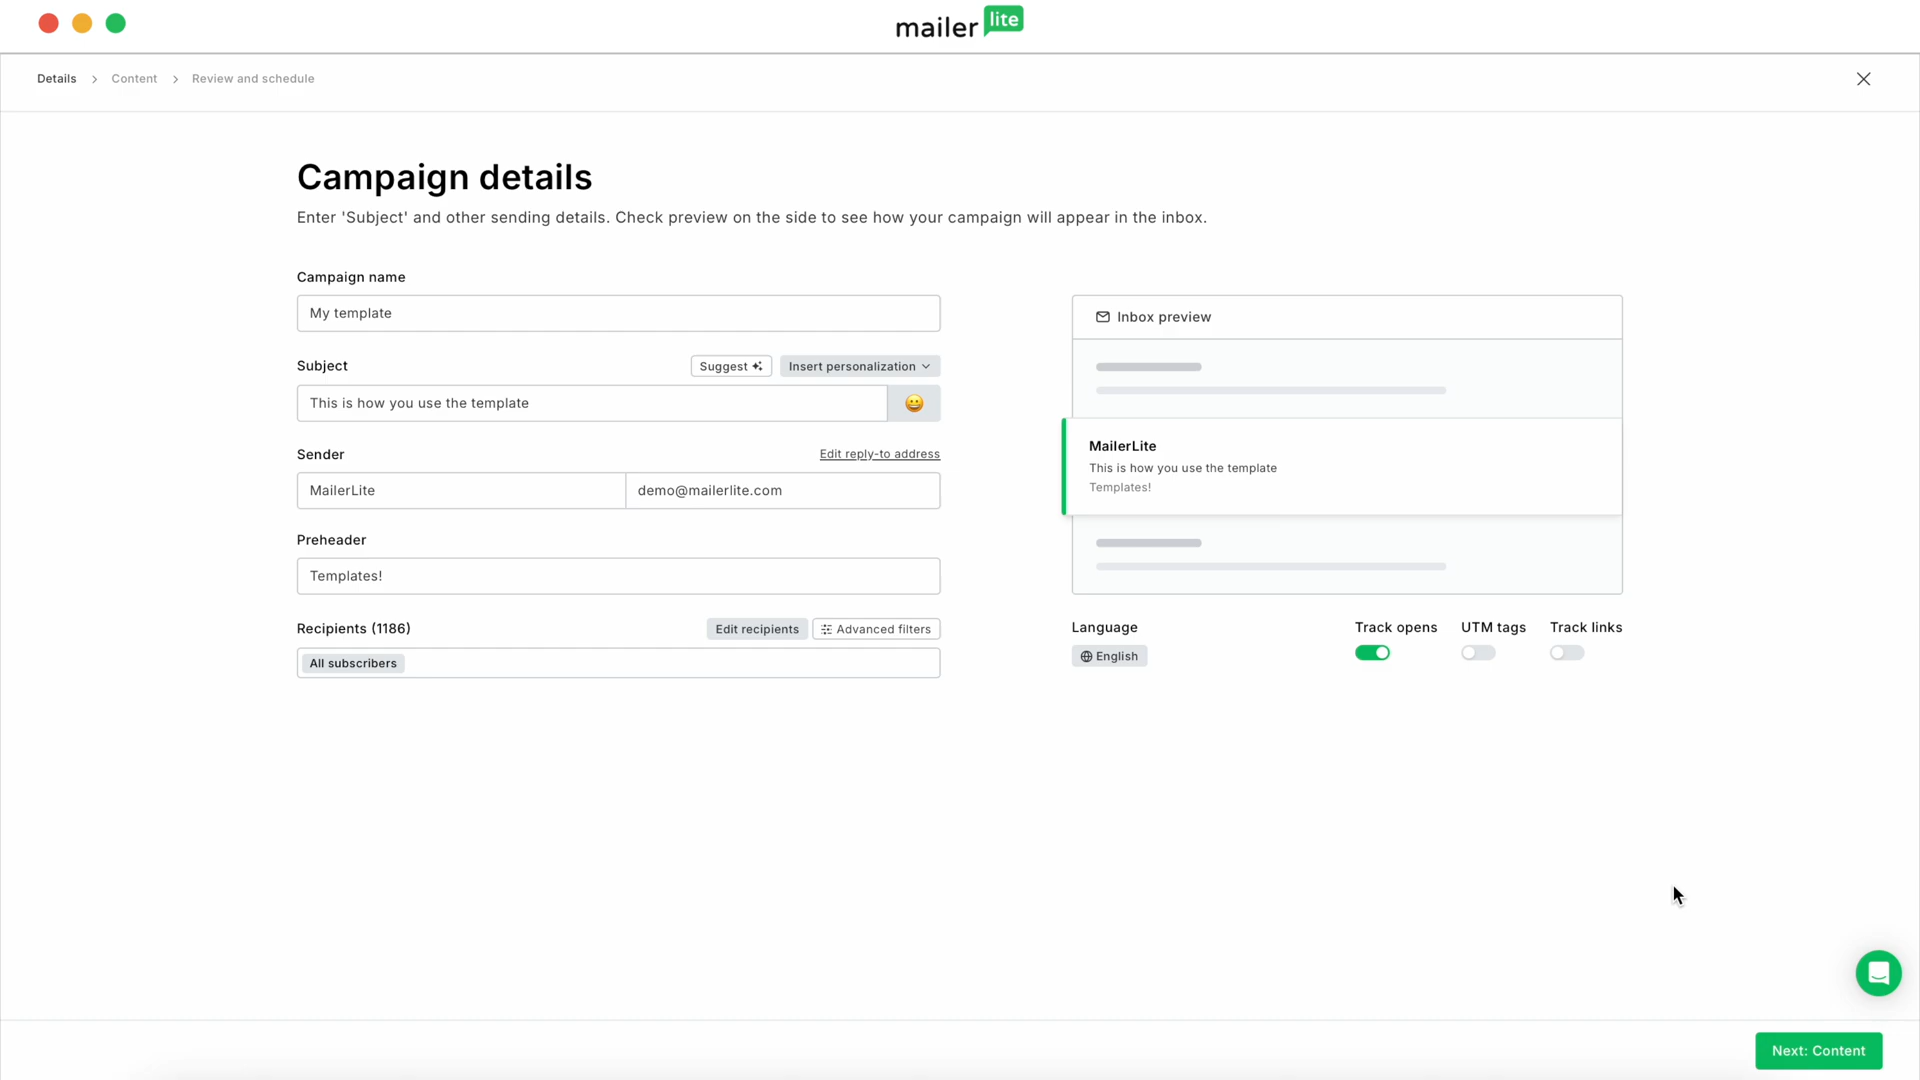 mailer lite
Details > Content > Review and schedule
Campaign details
Enter 'Subject' and other sending details. Check preview on the side to see how your campaign will appear in the inbox.
Campaign name
My template
Subject
Suggest
Insert personalization
This is how you use the template
Sender
Edit reply-to address
MailerLite
demo@mailerlite.com
Preheader
Templates!
Recipients (1186)
Edit recipients
Advanced filters
All subscribers
Inbox preview
MailerLite
This is how you use the template
Templates!
Language
Track opens
UTM tags
Track links
English
Next: Content